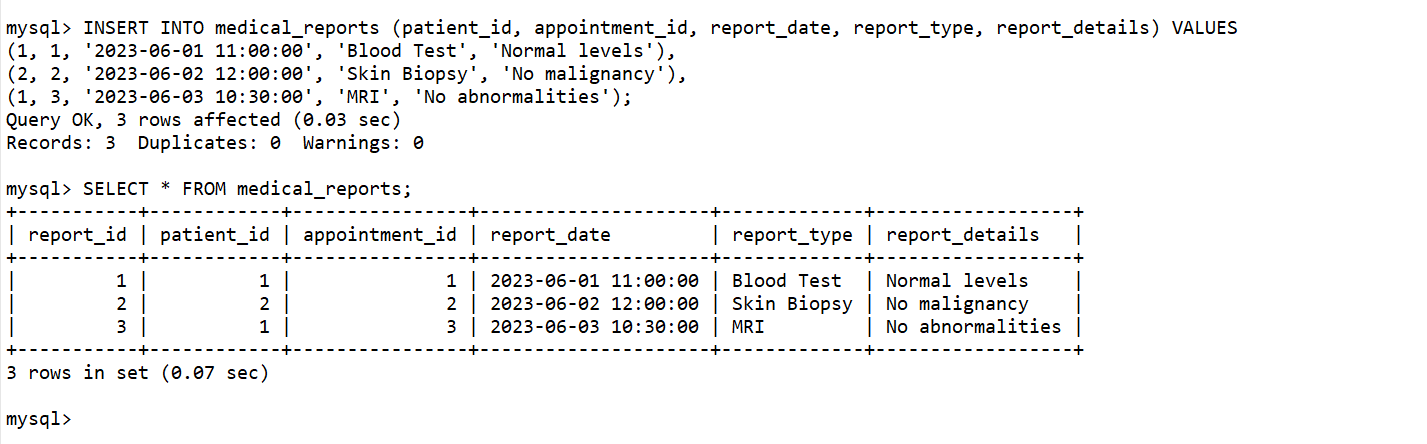 mysql> INSERT INTO medical_reports (patient_id, appointment_id, report_date, report_type, report_details) VALUES
(1, 1, '2023-06-01 11:00:00', 'Blood Test', 'Normal levels'),
(2, 2, '2023-06-02 12:00:00', 'Skin Biopsy', 'No malignancy'),
(1, 3, '2023-06-03 10:30:00', 'MRI', 'No abnormalities');
Query OK, 3 rows affected (0.03 sec)
Records: 3  Duplicates: 0  Warnings: 0

mysql> SELECT * FROM medical_reports;
+-----------+------------+----------------+---------------------+-------------+------------------+
| report_id | patient_id | appointment_id | report_date         | report_type | report_details   |
+-----------+------------+----------------+---------------------+-------------+------------------+
|         1 |          1 |              1 | 2023-06-01 11:00:00 | Blood Test  | Normal levels    |
|         2 |          2 |              2 | 2023-06-02 12:00:00 | Skin Biopsy | No malignancy    |
|         3 |          1 |              3 | 2023-06-03 10:30:00 | MRI         | No abnormalities |
+-----------+------------+----------------+---------------------+-------------+------------------+
3 rows in set (0.07 sec)

mysql>